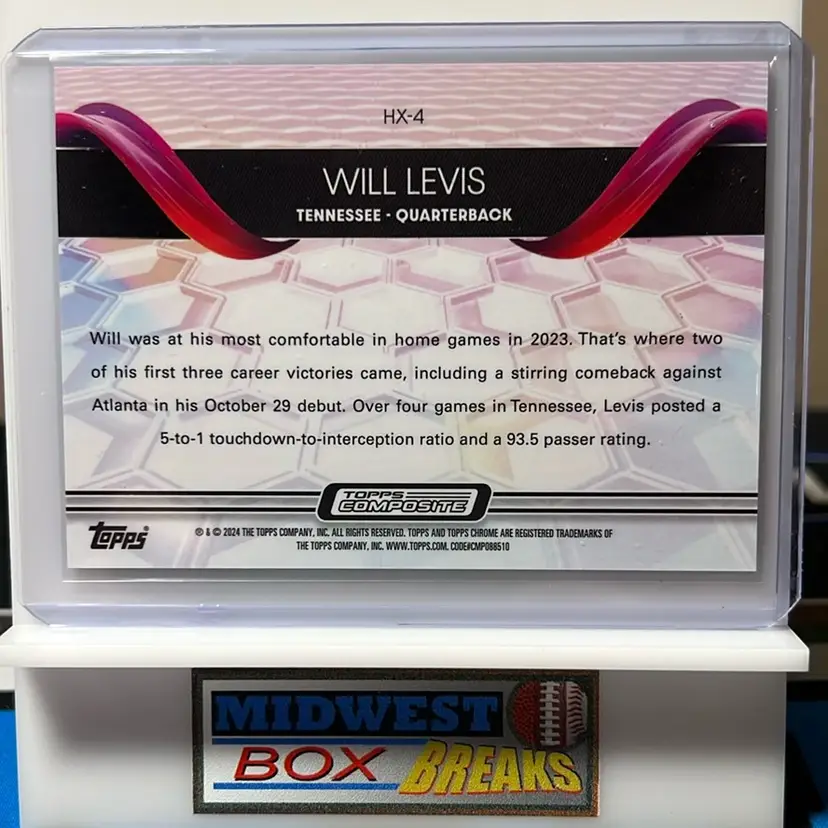 HX-4
WILL LEVIS
TENNESSEE - QUARTERBACK
Will was at his most comfortable in home games in 2023. That's where two
of his first three career victories came, including a stirring comeback against
Atlanta in his October 29 debut. Over four games in Tennessee, Levis posted a
5-to-1 touchdown-to-interception ratio and a 93.5 passer rating.
TOPPS
COMPOSITE
topps
® & © 2024 THE TOPPS COMPANY, INC. ALL RIGHTS RESERVED. TOPPS AND TOPPS CHROME ARE REGISTERED TRADEMARKS OF
THE TOPPS COMPANY, INC. WWW.TOPPS.COM. CODE#CMP088510
MIDWEST
BOX BREAKS